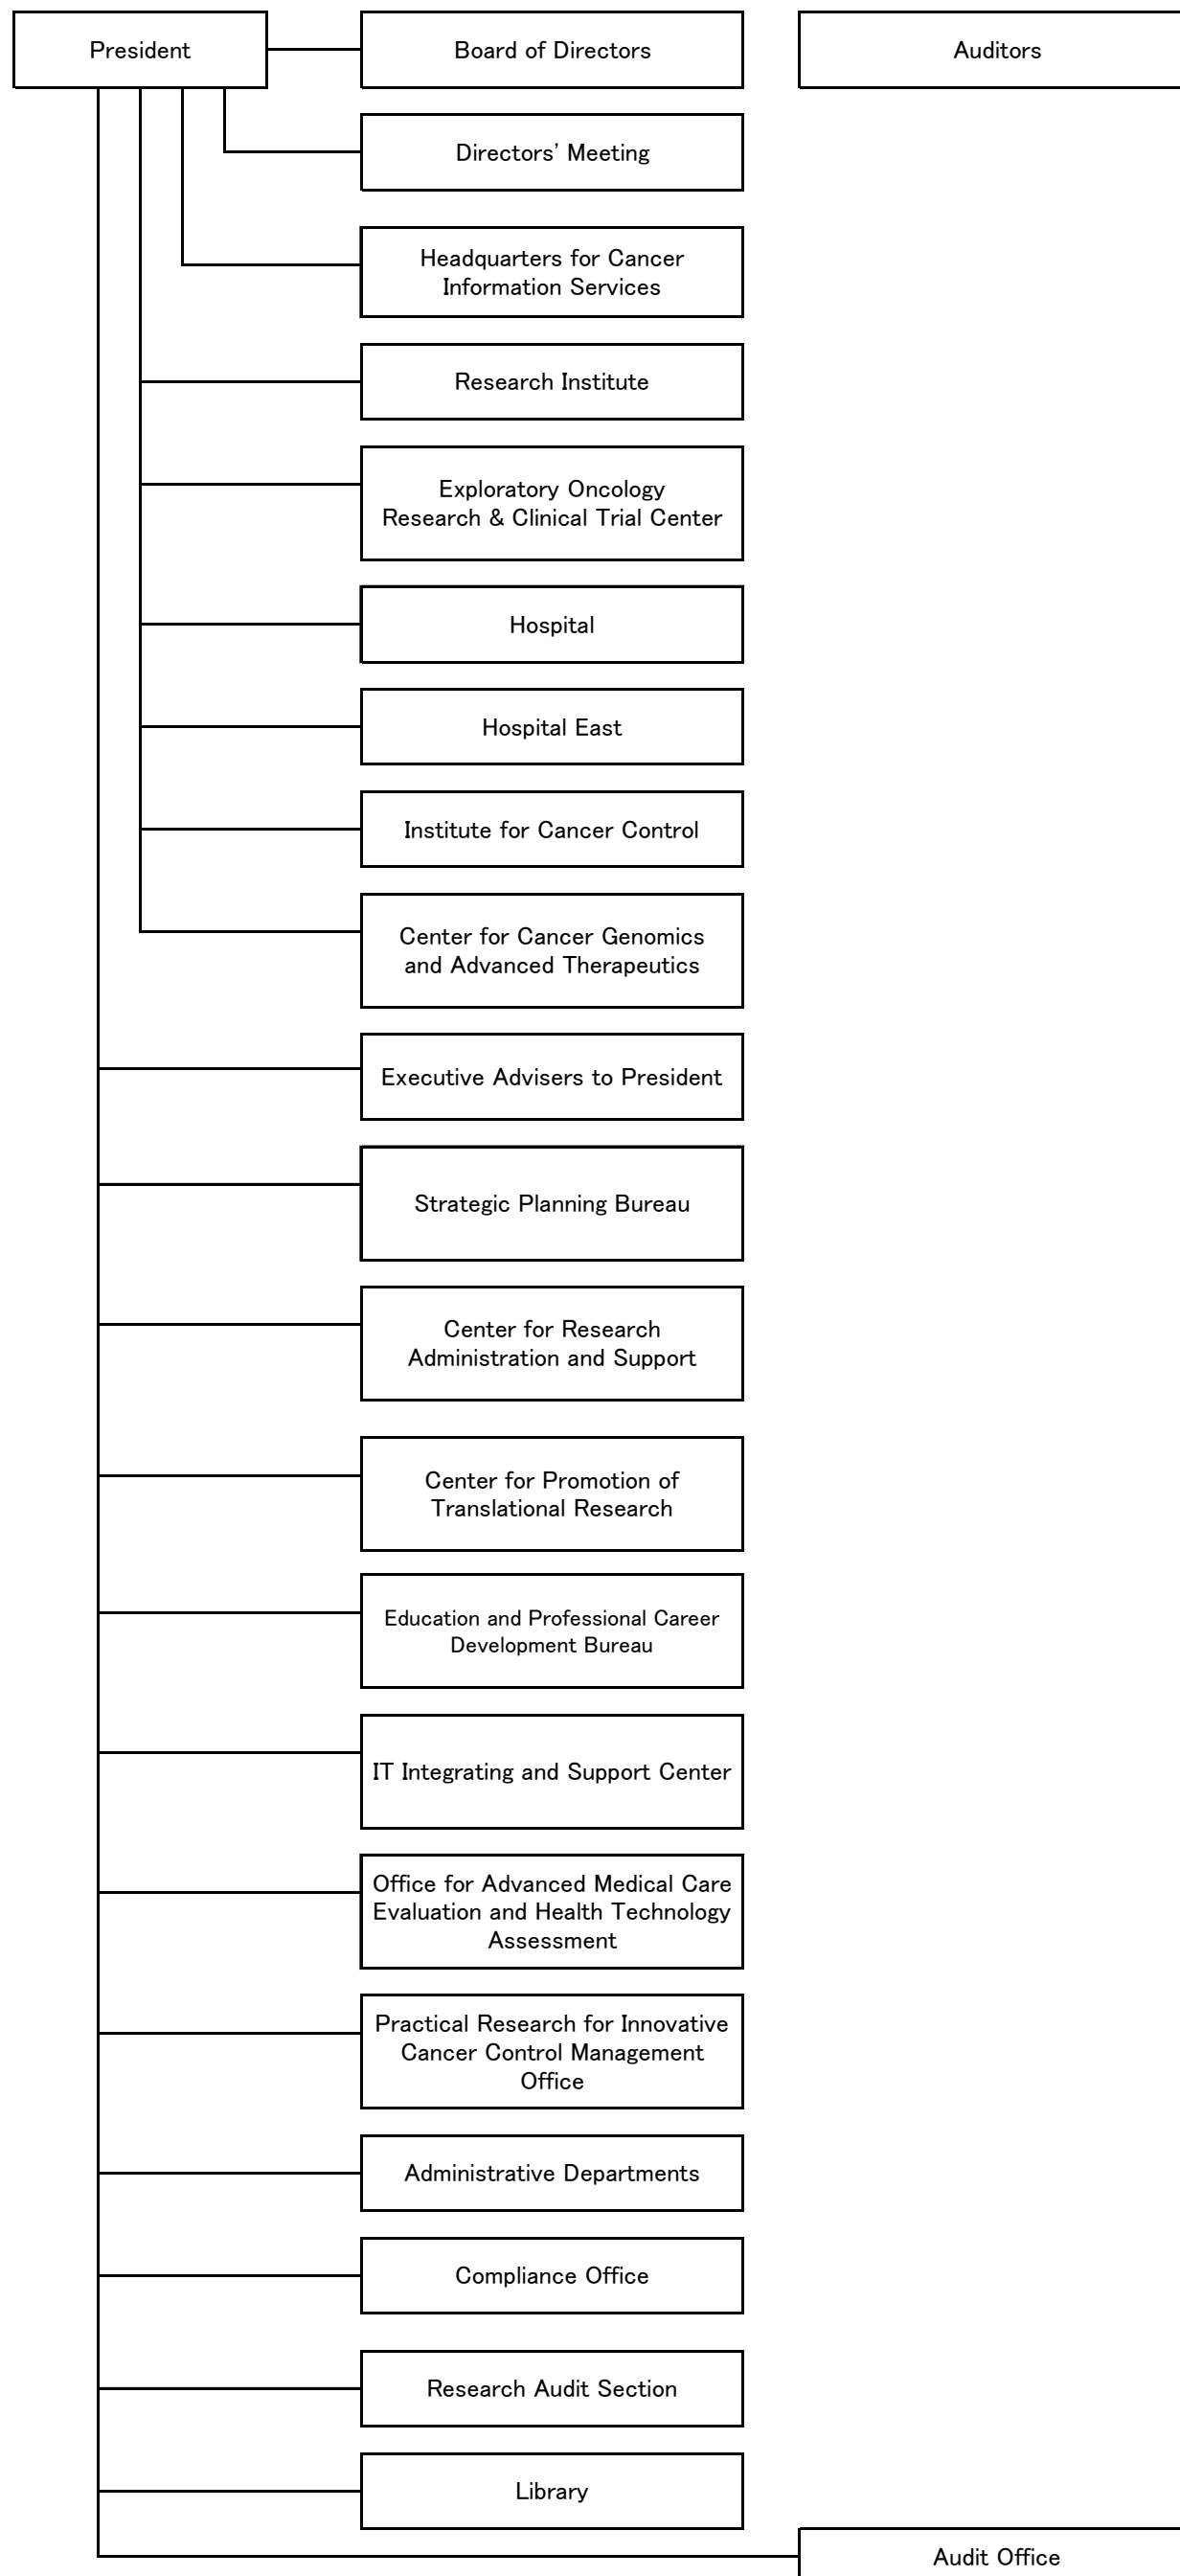 President
Board of Directors
Auditors
Directors’ Meeting
Headquarters for Cancer
Information Services
Research Institute
Exploratory Oncology
Research & Clinical Trial Center
Hospital
Hospital East
Institute for Cancer Control
Center for Cancer Genomics
and Advanced Therapeutics
Executive Advisers to President
Strategic Planning Bureau
Center for Research
Administration and Support
Center for Promotion of
Translational Research
Education and Professional Career
Development Bureau
IT Integrating and Support Center
Office for Advanced Medical Care
Evaluation and Health Technology
Assessment
Practical Research for Innovative
Cancer Control Management
Office
Administrative Departments
Compliance Office
Research Audit Section
Library
Audit Office